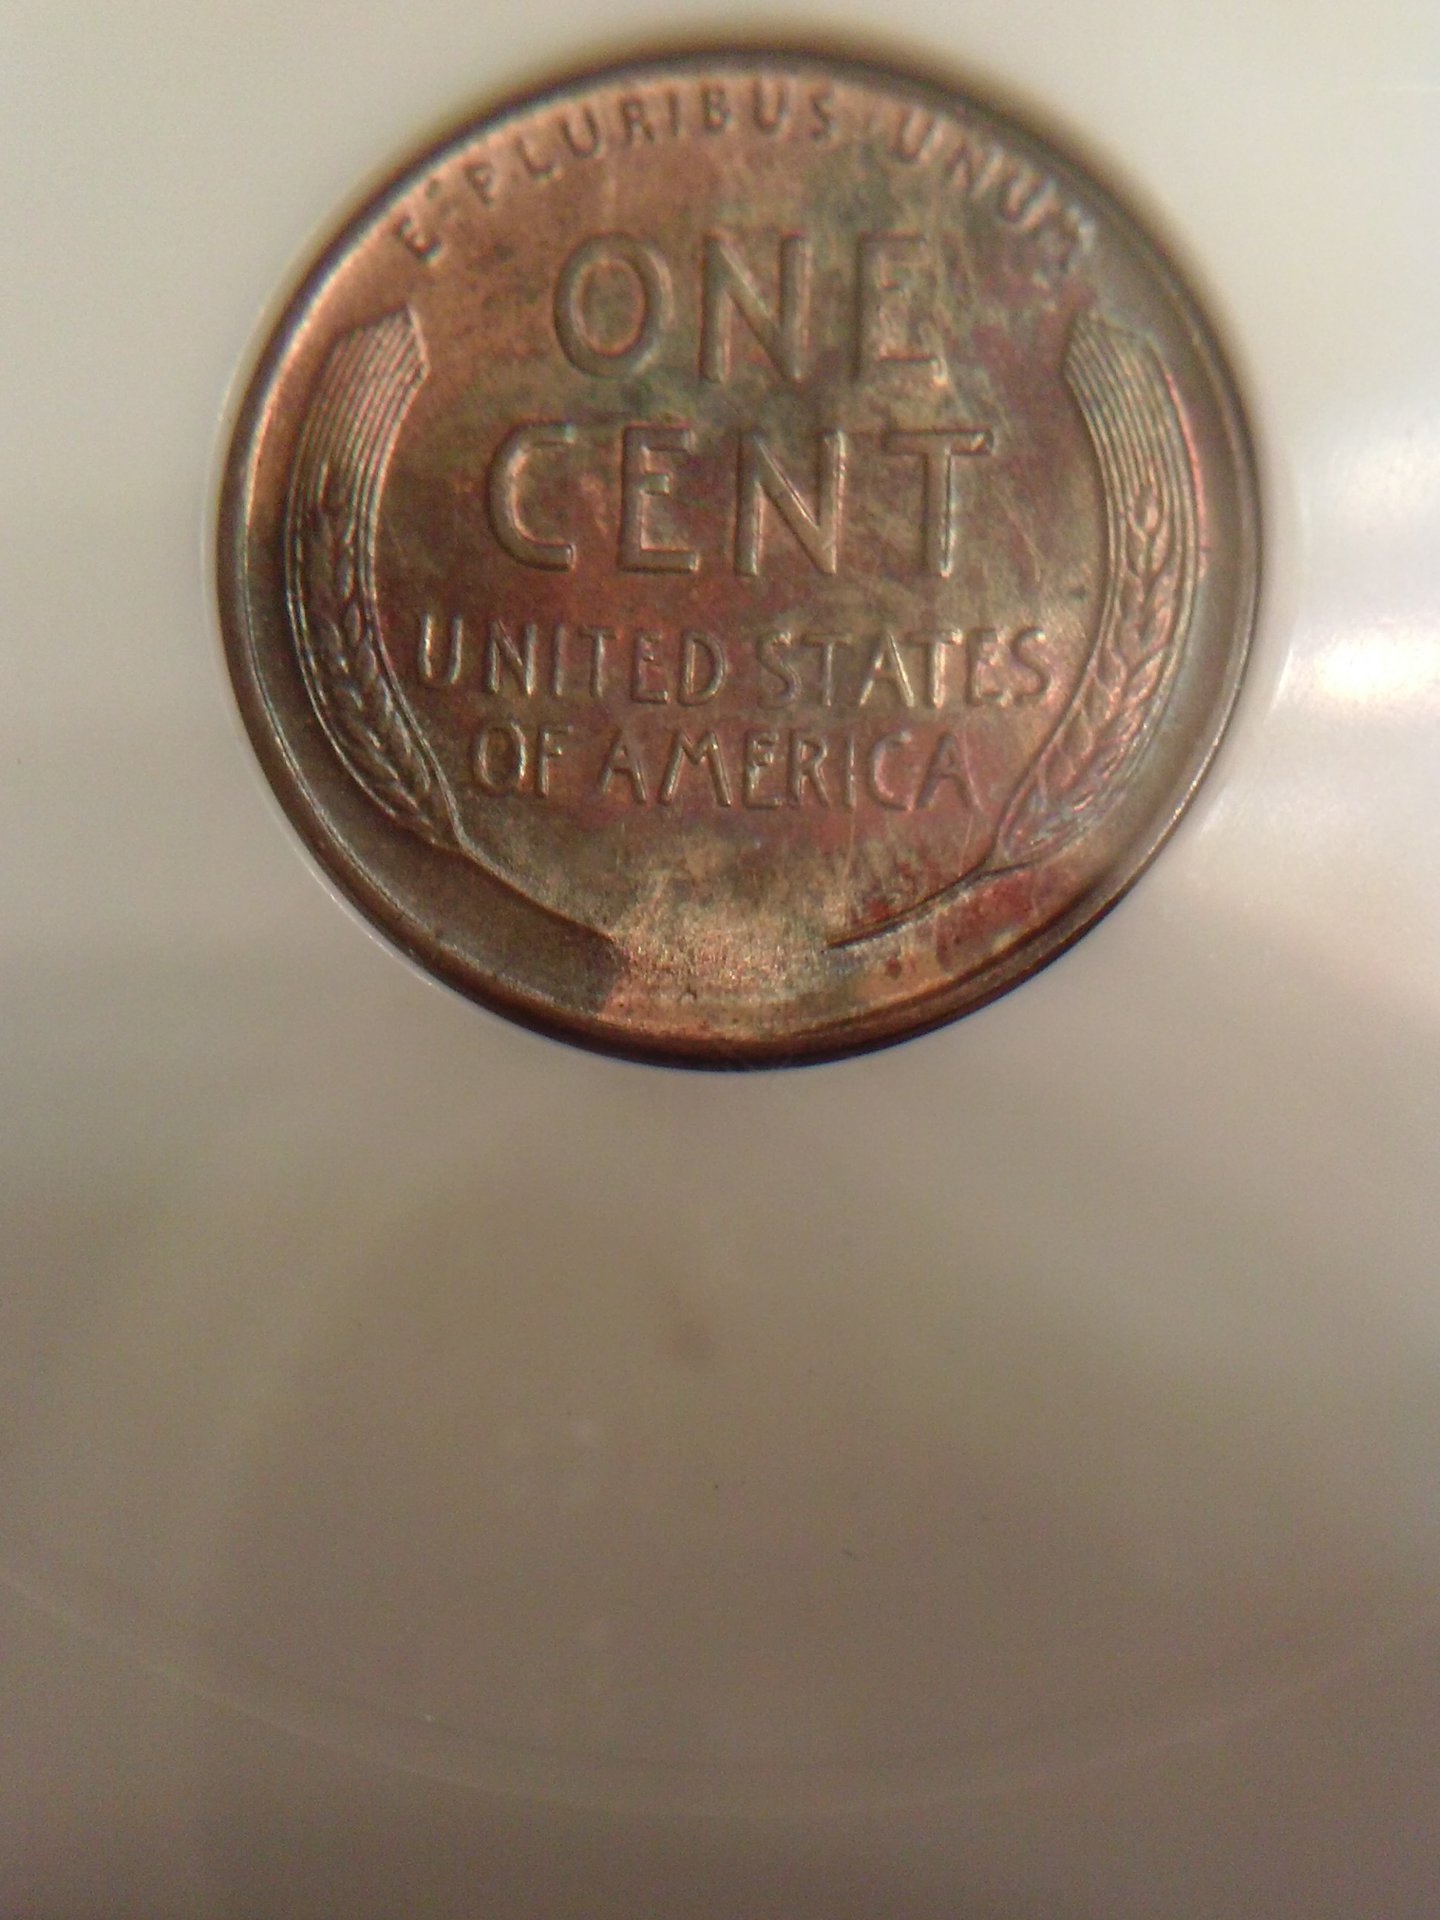 E·PLURIBUS·UNUM
ONE
CENT
UNITED STATES
OF AMERICA